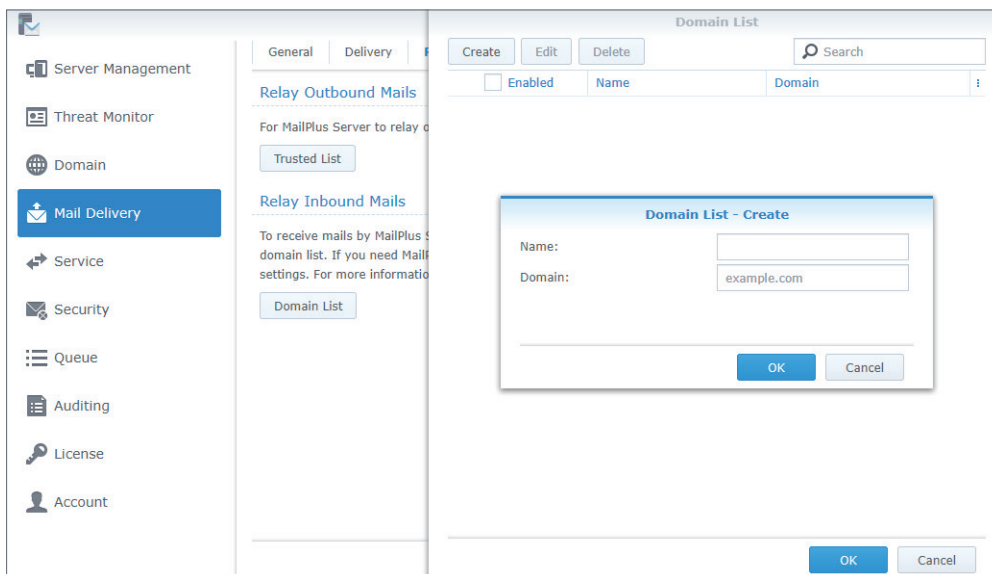 Server Management
Threat Monitor
Domain
Mail Delivery
Service
Security
Queue
Auditing
License
Account
General Delivery
Relay Outbound Mails
For MailPlus Server to relay
Trusted List
Relay Inbound Mails
To receive mails by MailPlus
domain list. If you need
settings. For more
Domain List
Domain List
Create Edit Delete Search
Enabled Name Domain
Domain List - Create
Name:
Domain: example.com
OK Cancel
OK Cancel